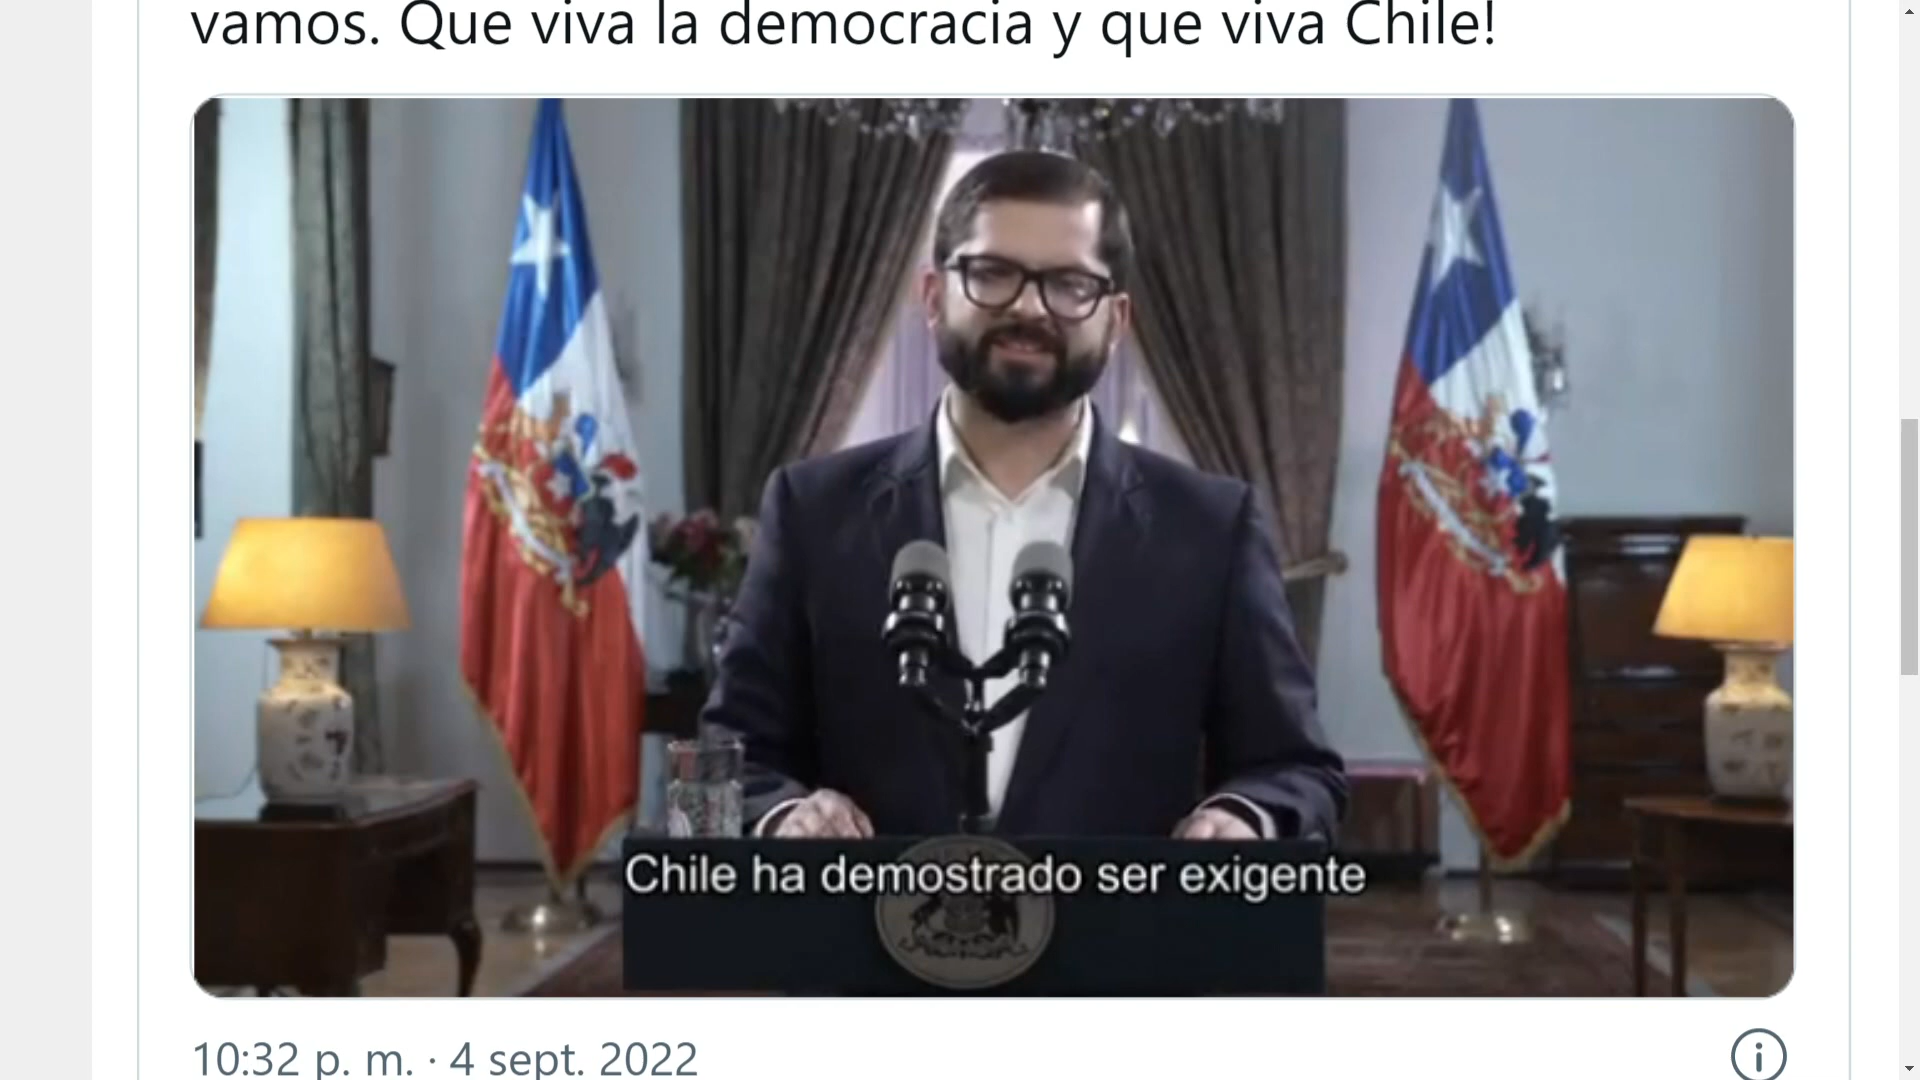 vamos. Que viva la democracia y que viva Chile!
Chile ha demostrado ser exigente
10:32 p. m. · 4 sept. 2022